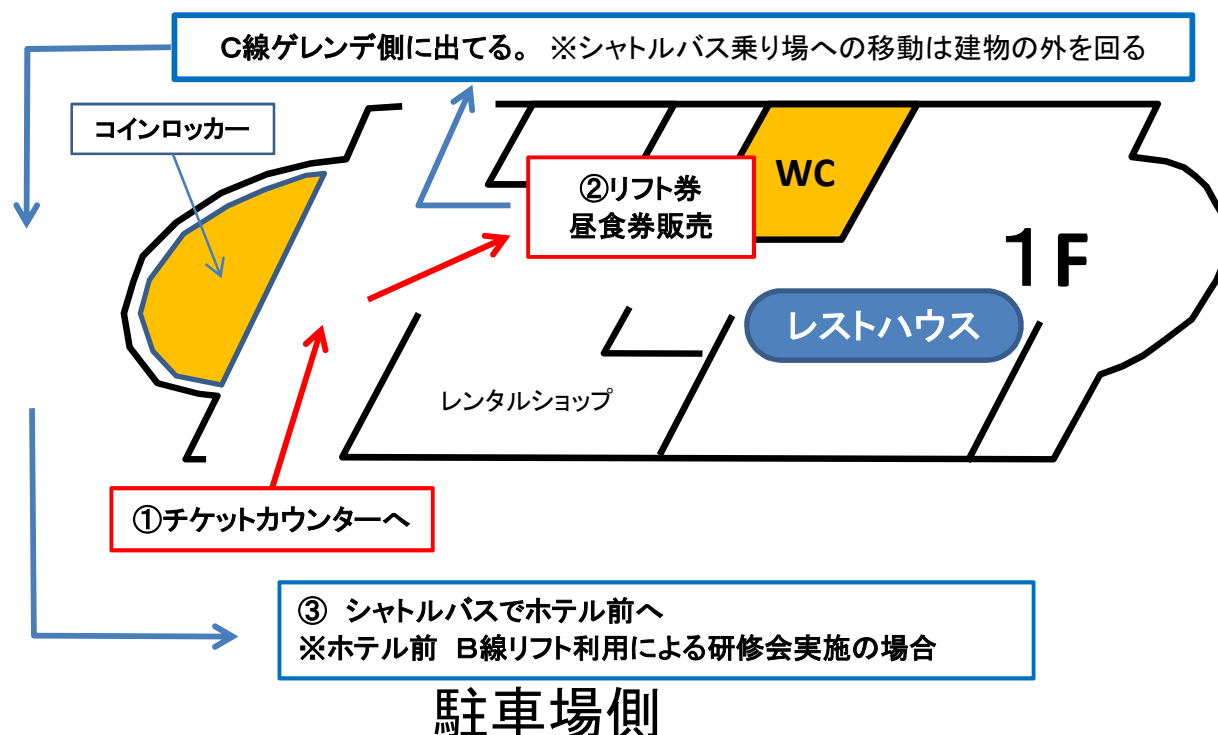 C線ゲレンデ側に出てる。 ※シャトルバス乗り場への移動は建物の外を回る
コインロッカー
②リフト券
昼食券販売
WC
1F
レストハウス
レンタルショップ
①チケットカウンターへ
③ シャトルバスでホテル前へ
※ホテル前 B線リフト利用による研修会実施の場合
駐車場側